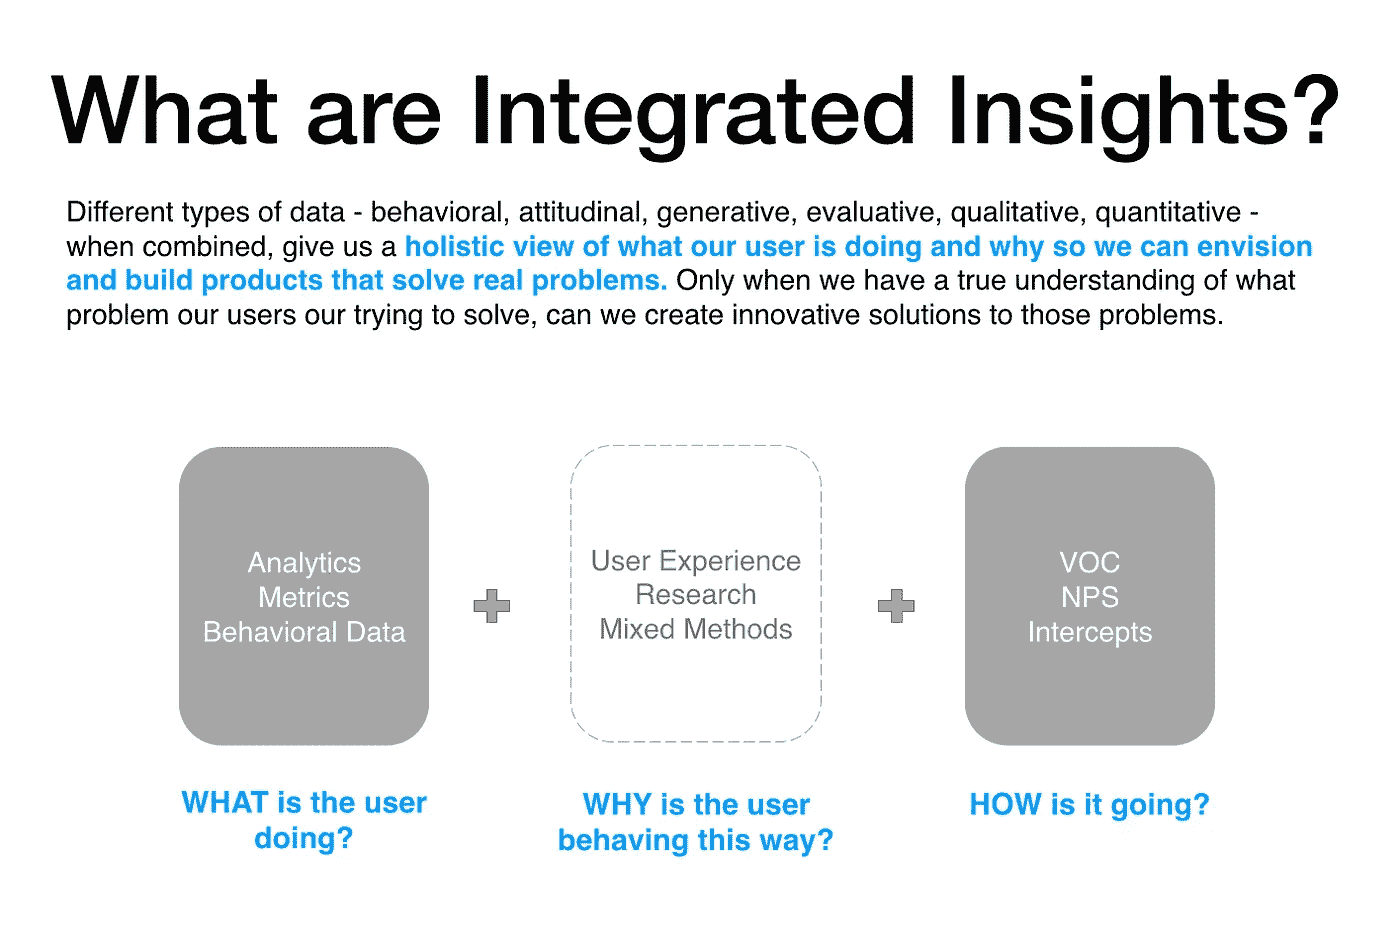 What are Integrated Insights?
Different types of data - behavioral, attitudinal, generative, evaluative, qualitative, quantitative -
when combined, give us a holistic view of what our user is doing and why so we can envision
and build products that solve real problems. Only when we have a true understanding of what
problem our users our trying to solve, can we create innovative solutions to those problems.
Analytics
Metrics
Behavioral Data
User Experience
Research
Mixed Methods
VOC
NPS
Intercepts
WHAT is the user
doing?
WHY is the user
behaving this way?
HOW is it going?